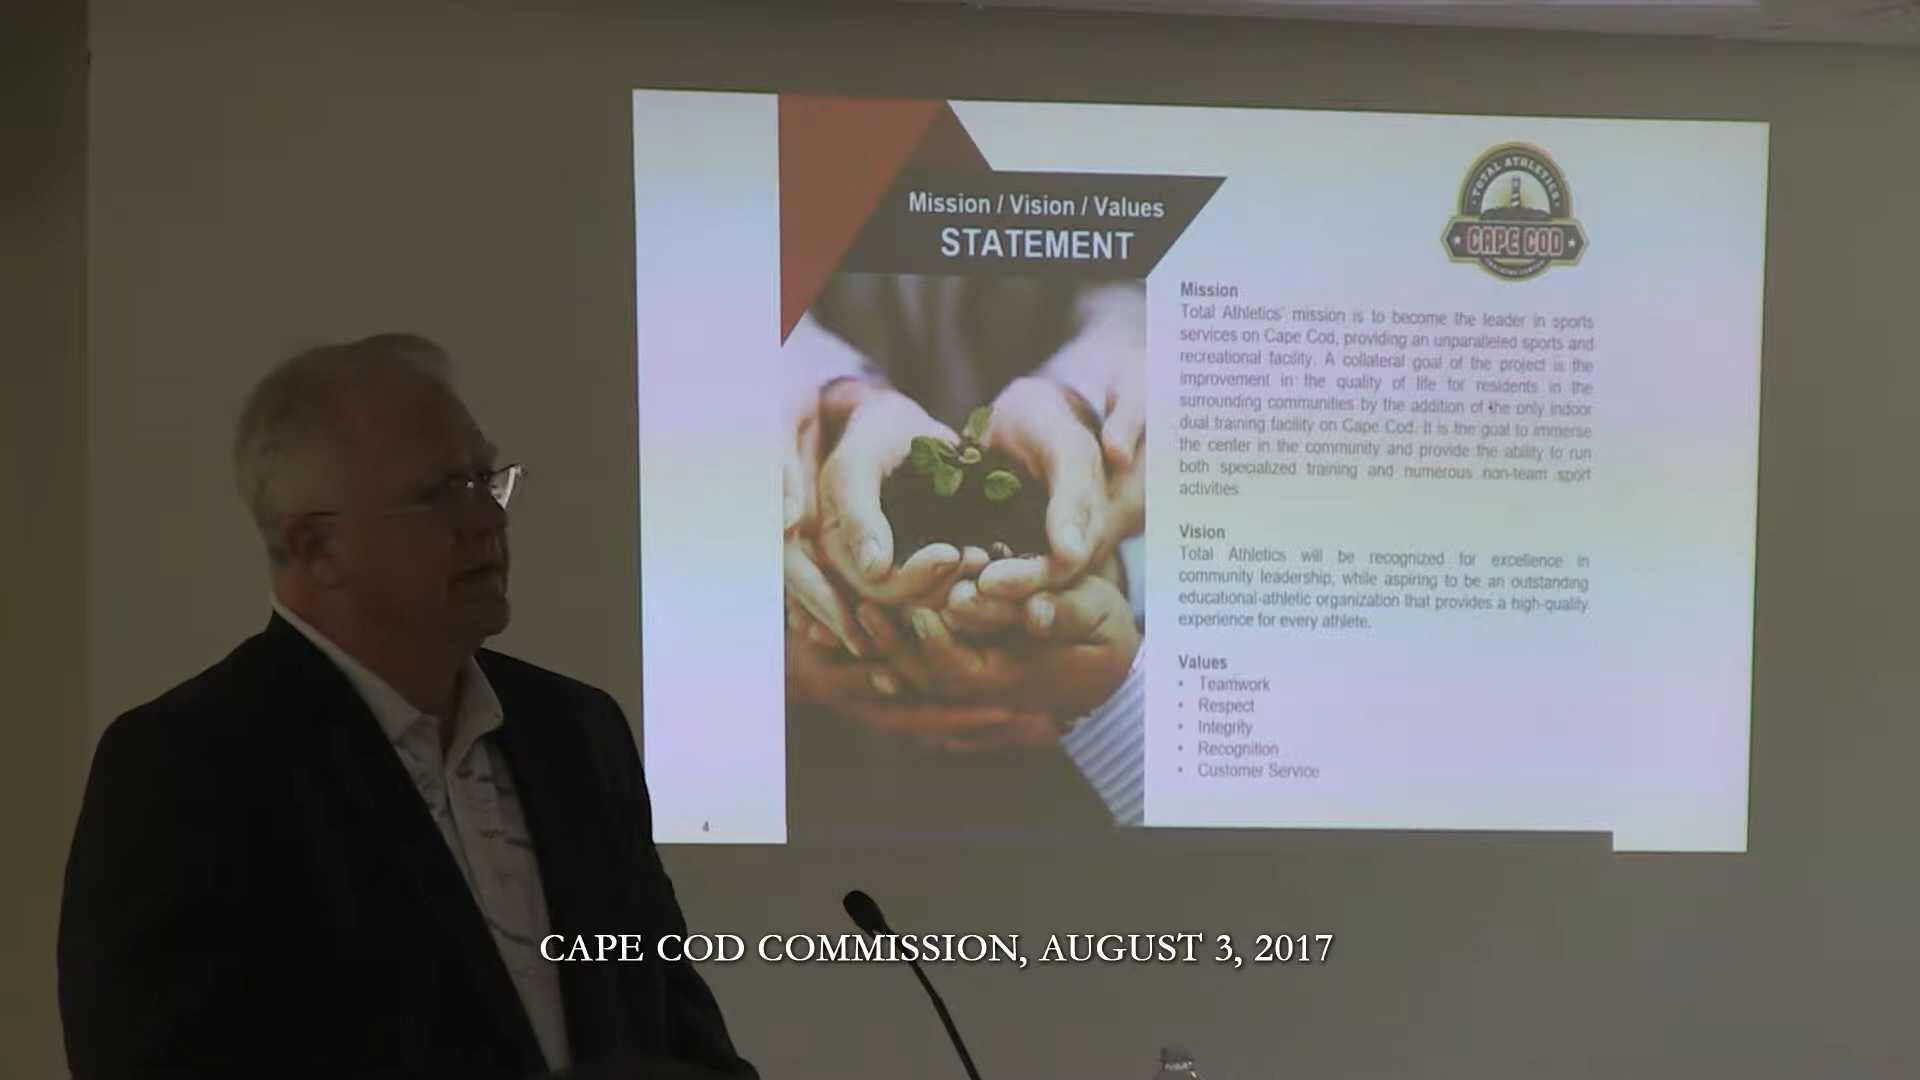 Mission / Vision / Values
STATEMENT
TOTAL ATHLETICS
CAPE COD
Mission
Total Athletics' mission is to become the leader in sports
services on Cape Cod, providing an unparalleled sports and
recreational facility. A collateral goal of the project is the
improvement in the quality of life for residents in the
surrounding communities by the addition of the only indoor
dual training facility on Cape Cod. It is the goal to immerse
the center in the community and provide the ability to run
both specialized training and numerous non-team sport
activities.
Vision
Total Athletics will be recognized for excellence in
community leadership, while aspiring to be an outstanding
educational-athletic organization that provides a high-quality
experience for every athlete.
Values
• Teamwork
• Respect
• Integrity
• Recognition
• Customer Service
4
CAPE COD COMMISSION, AUGUST 3, 2017